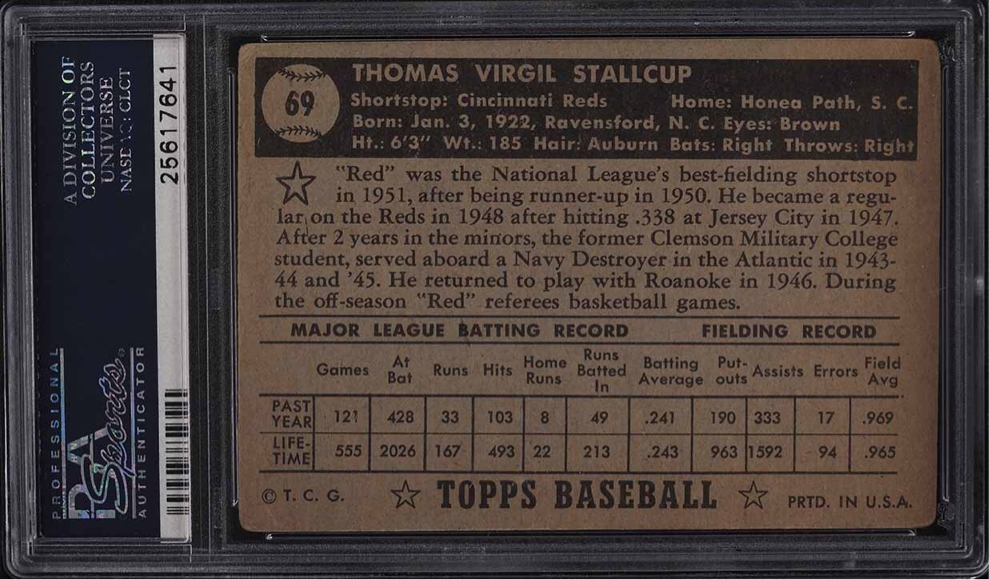 A DIVISION OF
COLLECTORS
UNIVERSE
NASDAQ: CLCT
25617641
PROFESSIONAL
PSA
Sports®
AUTHENTICATOR
69
THOMAS VIRGIL STALLCUP
Shortstop: Cincinnati Reds Home: Honea Path, S. C.
Born: Jan. 3, 1922, Ravensford, N. C. Eyes: Brown
Ht.: 6'3" Wt.: 185 Hair: Auburn Bats: Right Throws: Right
"Red" was the National League's best-fielding shortstop
in 1951, after being runner-up in 1950. He became a regu-
lar on the Reds in 1948 after hitting .338 at Jersey City in 1947.
After 2 years in the minors, the former Clemson Military College
student, served aboard a Navy Destroyer in the Atlantic in 1943-
44 and '45. He returned to play with Roanoke in 1946. During
the off-season "Red" referees basketball games.
MAJOR LEAGUE BATTING RECORD FIELDING RECORD
Games At Bat Runs Hits Home Runs Runs Batted In Batting Average Put-outs Assists Errors Field Avg
PAST YEAR 121 428 33 103 8 49 .241 190 333 17 .969
LIFE-TIME 555 2026 167 493 22 213 .243 963 1592 94 .965
© T. C. G. ☆ TOPPS BASEBALL ☆ PRTD. IN U.S.A.